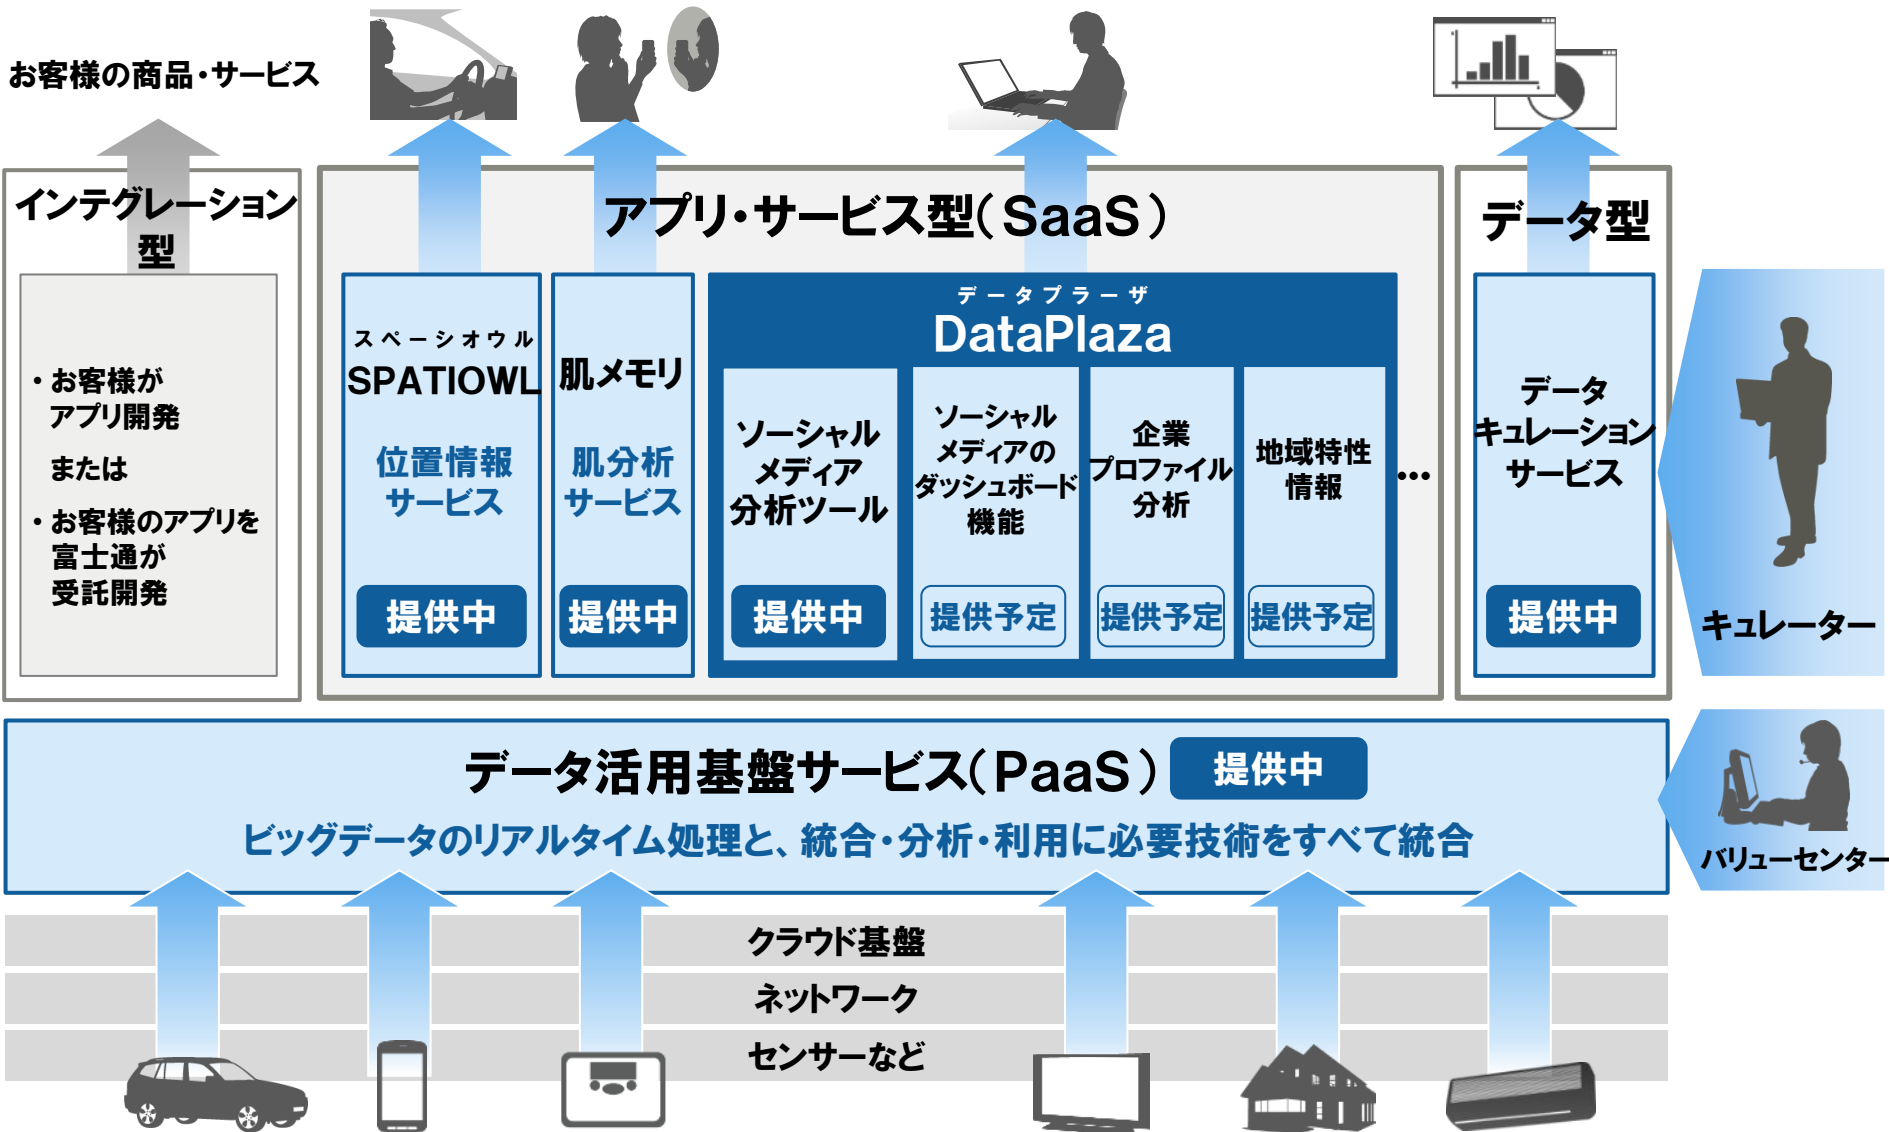 お客様の商品・サービス
インテグレーション
型
・お客様が
アプリ開発
または
・お客様のアプリを
富士通が
受託開発
アプリ・サービス型(SaaS)
スペーシオウル
SPATIOWL
位置情報
サービス
提供中
肌メモリ
肌分析
サービス
提供中
データプラーザ
DataPlaza
ソーシャル
メディア
分析ツール
提供中
ソーシャル
メディアの
ダッシュボード
機能
提供予定
企業
プロファイル
分析
提供予定
地域特性
情報
提供予定
…
データ型
データ
キュレーション
サービス
提供中
キュレーター
データ活用基盤サービス(PaaS) 提供中
ビッグデータのリアルタイム処理と、統合・分析・利用に必要技術をすべて統合
バリューセンター
クラウド基盤
ネットワーク
センサーなど